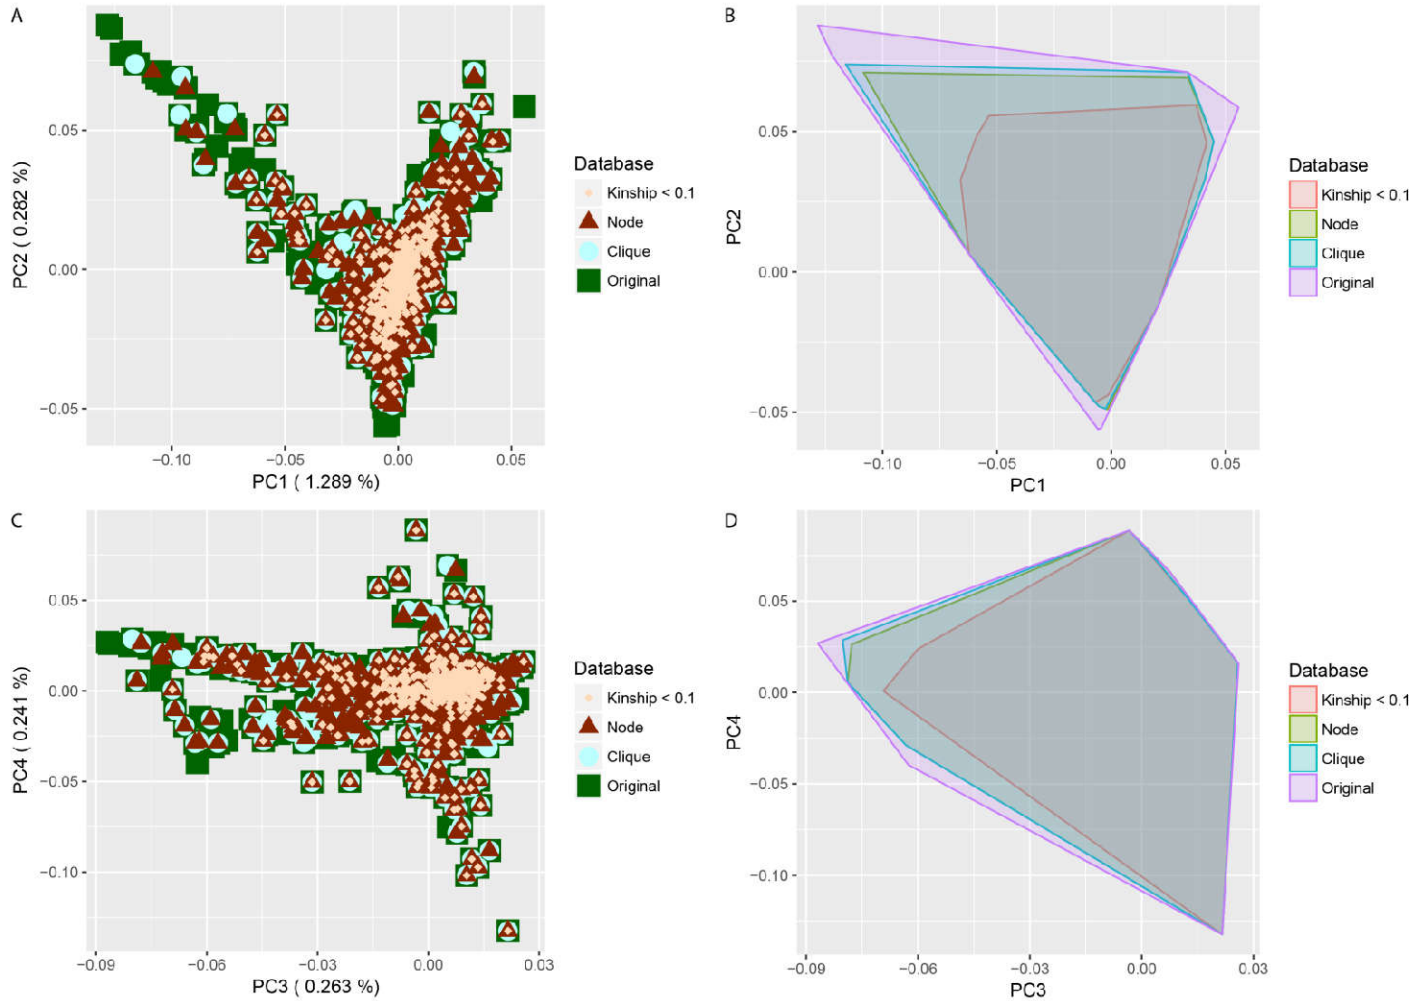 A
0.05
0.00
−0.05
PC2 ( 0.282 %)
−0.10
−0.05
0.00
0.05
PC1 ( 1.289 %)
Database
Kinship < 0.1
Node
Clique
Original
B
0.05
0.00
−0.05
PC2
−0.10
−0.05
0.00
0.05
PC1
Database
Kinship < 0.1
Node
Clique
Original
C
0.05
0.00
−0.05
−0.10
PC4 ( 0.241 %)
−0.09
−0.06
−0.03
0.00
0.03
PC3 ( 0.263 %)
Database
Kinship < 0.1
Node
Clique
Original
D
0.05
0.00
−0.05
−0.10
PC4
−0.09
−0.06
−0.03
0.00
0.03
PC3
Database
Kinship < 0.1
Node
Clique
Original